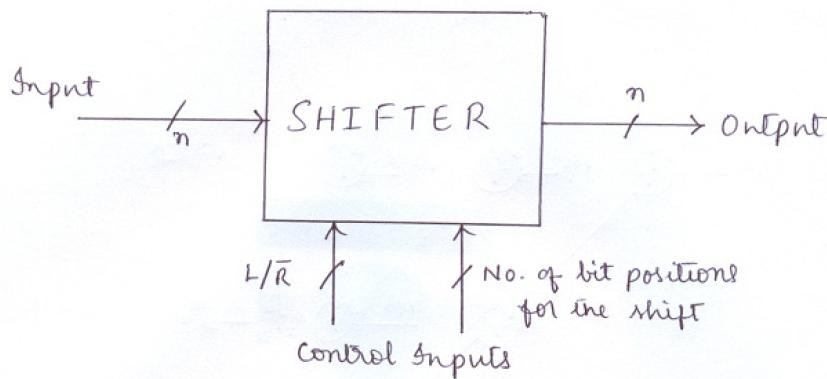 Input
n
SHIFTER
n
Output
L/R̅
No. of bit positions
for the shift
Control Inputs